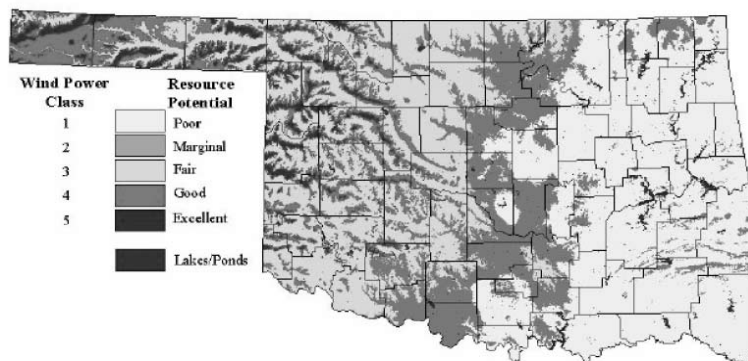 Wind Power Resource
Class Potential
1 Poor
2 Marginal
3 Fair
4 Good
5 Excellent
Lakes/Ponds